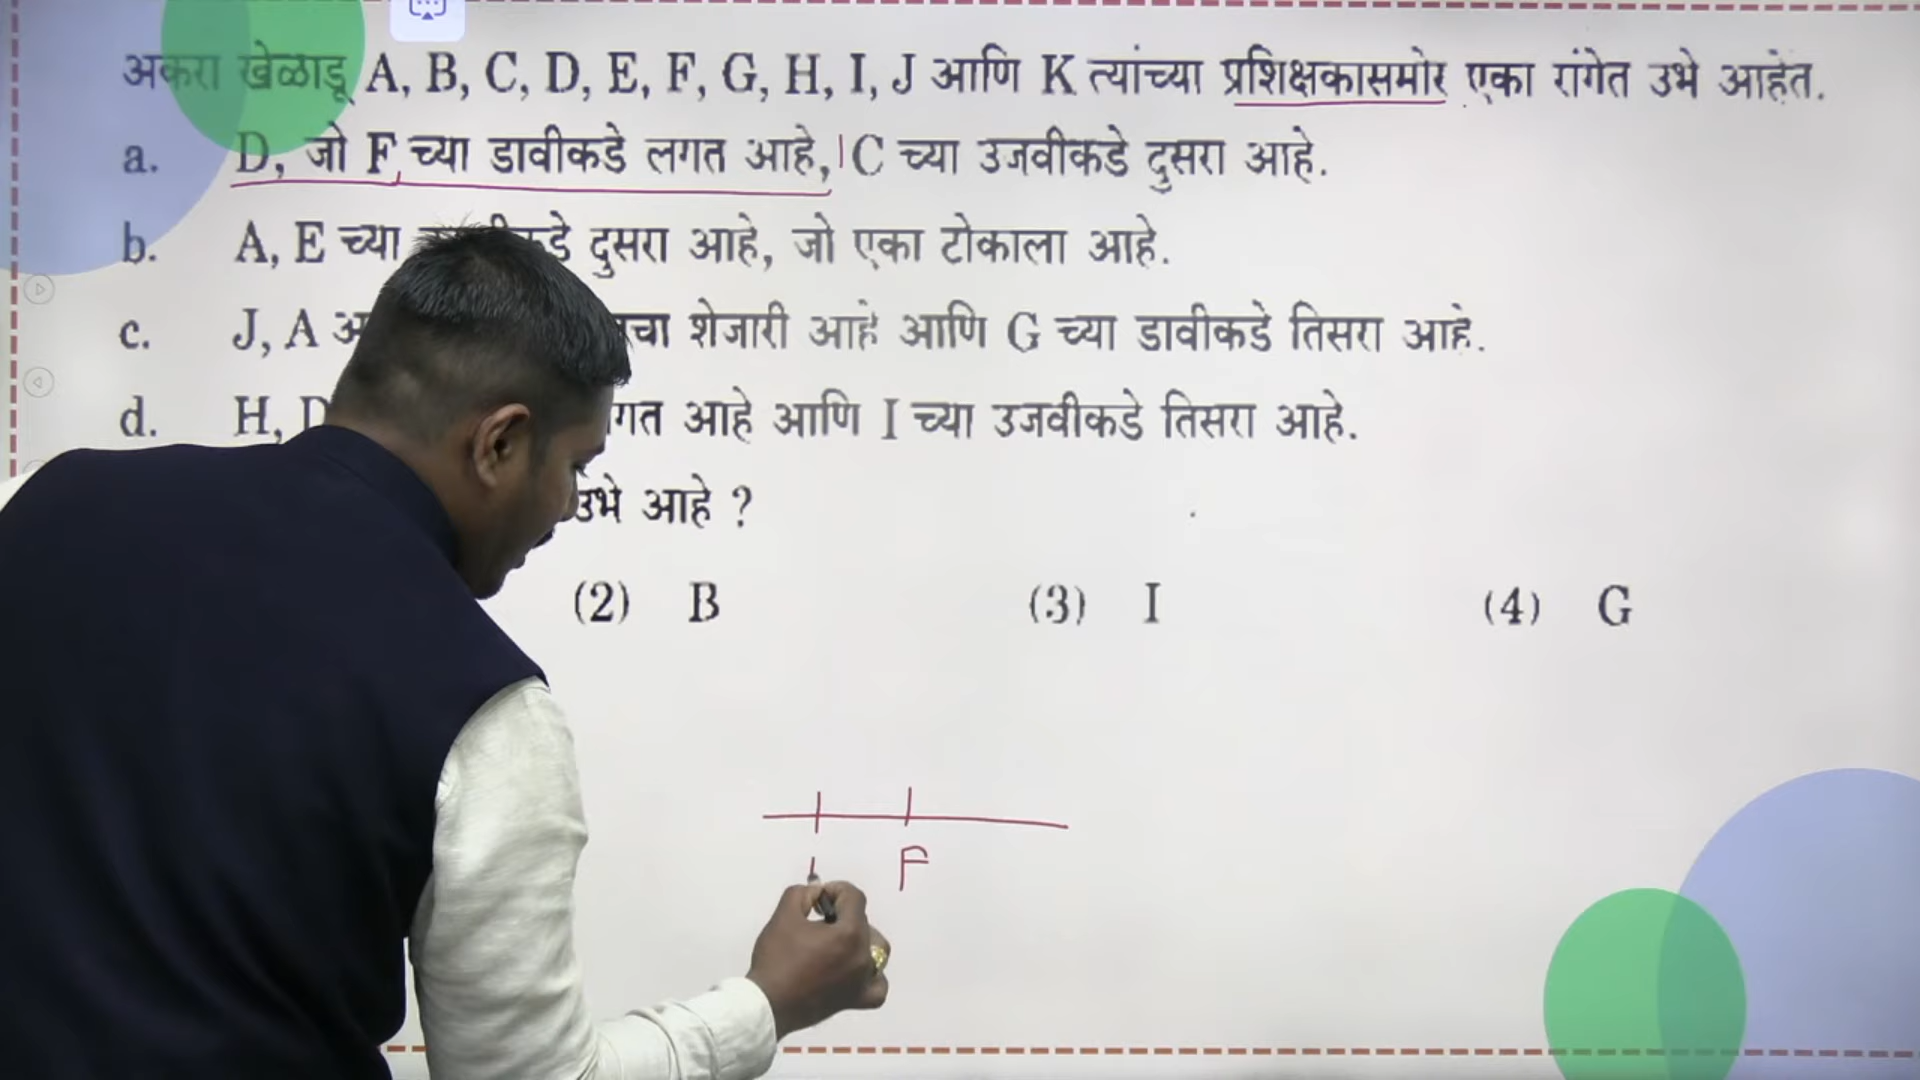 अकरा खेळाडू A, B, C, D, E, F, G, H, I, J आणि K त्यांच्या प्रशिक्षकासमोर एका रांगेत उभे आहेत.
a. D, जो F च्या डावीकडे लगत आहे, C च्या उजवीकडे दुसरा आहे.
b. A, E च्या दुसरा आहे, जो एका टोकाला आहे.
c. J, A शेजारी आहे आणि G च्या डावीकडे तिसरा आहे.
d. H, आहे आणि I च्या उजवीकडे तिसरा आहे.
उभे आहे ?
(2) B (3) I (4) G
F